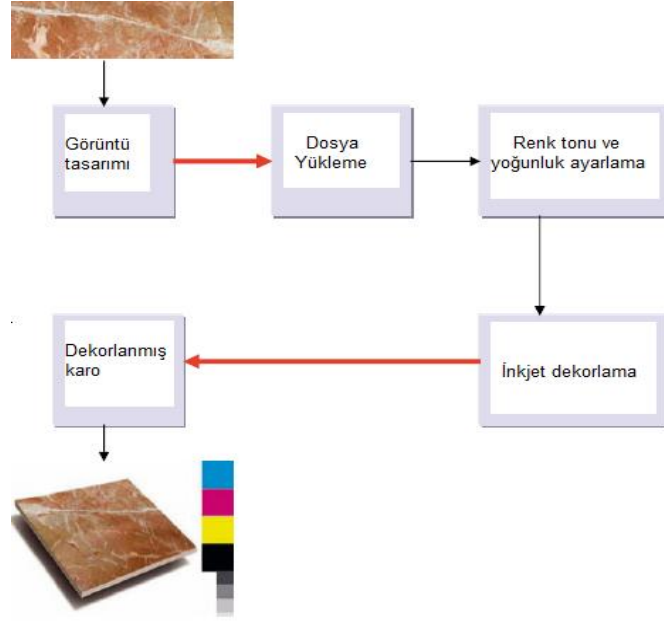 Görüntü
tasarımı
Dosya
Yükleme
Renk tonu ve
yoğunluk ayarlama
Dekorlanmış
karo
İnkjet dekorlama